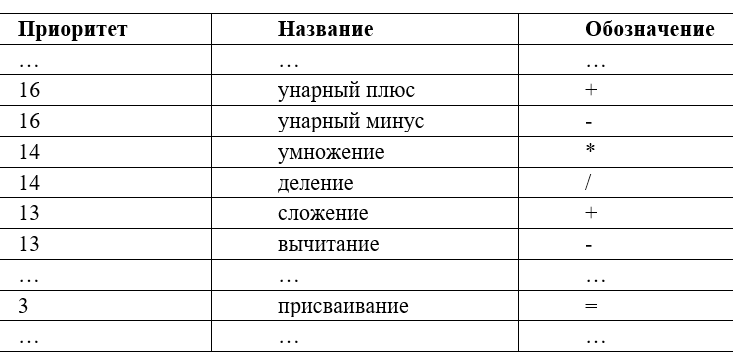 Приоритет Название Обозначение
… … …
16 унарный плюс +
16 унарный минус -
14 умножение *
14 деление /
13 сложение +
13 вычитание -
… … …
3 присваивание =
… … …